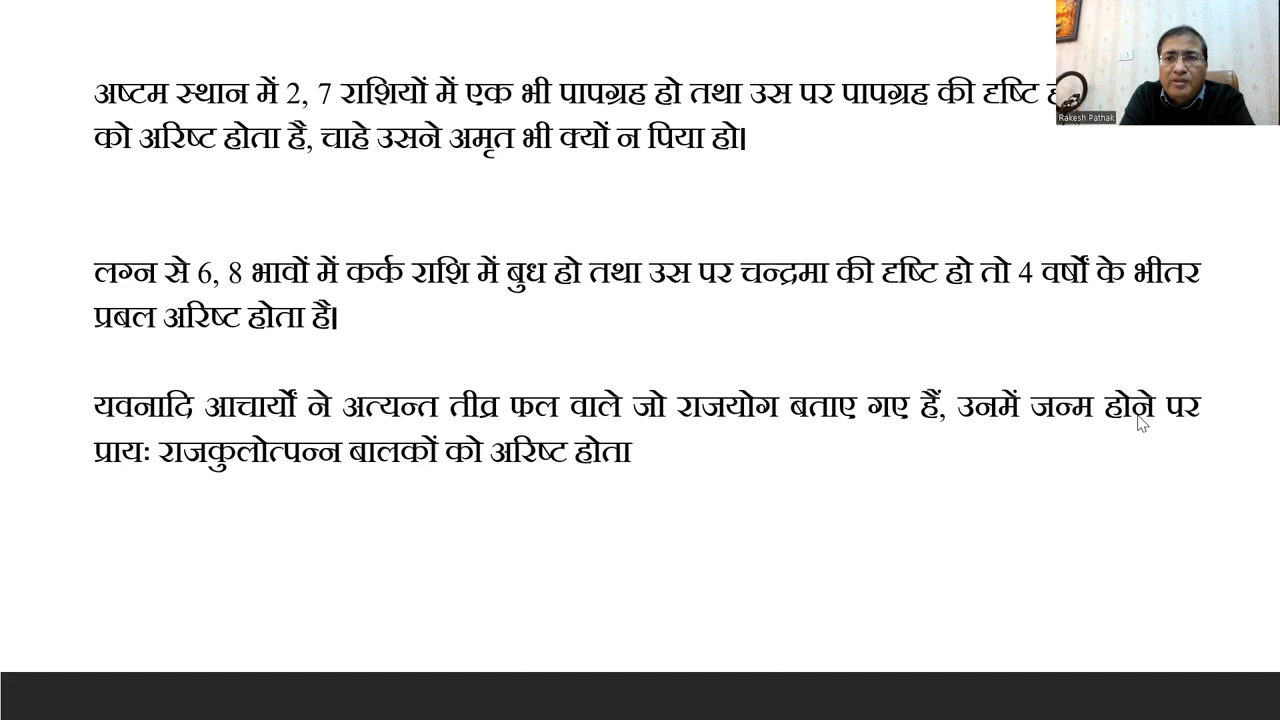 अष्टम स्थान में 2, 7 राशियों में एक भी पापग्रह हो तथा उस पर पापग्रह की दृष्टि
को अरिष्ट होता है, चाहे उसने अमृत भी क्यों न पिया हो।
लग्न से 6, 8 भावों में कर्क राशि में बुध हो तथा उस पर चन्द्रमा की दृष्टि हो तो 4 वर्षों के भीतर
प्रबल अरिष्ट होता है।
यवनादि आचार्यों ने अत्यन्त तीव्र फल वाले जो राजयोग बताए गए हैं, उनमें जन्म होने पर
प्रायः राजकुलोत्पन्न बालकों को अरिष्ट होता
Rakesh Pathak